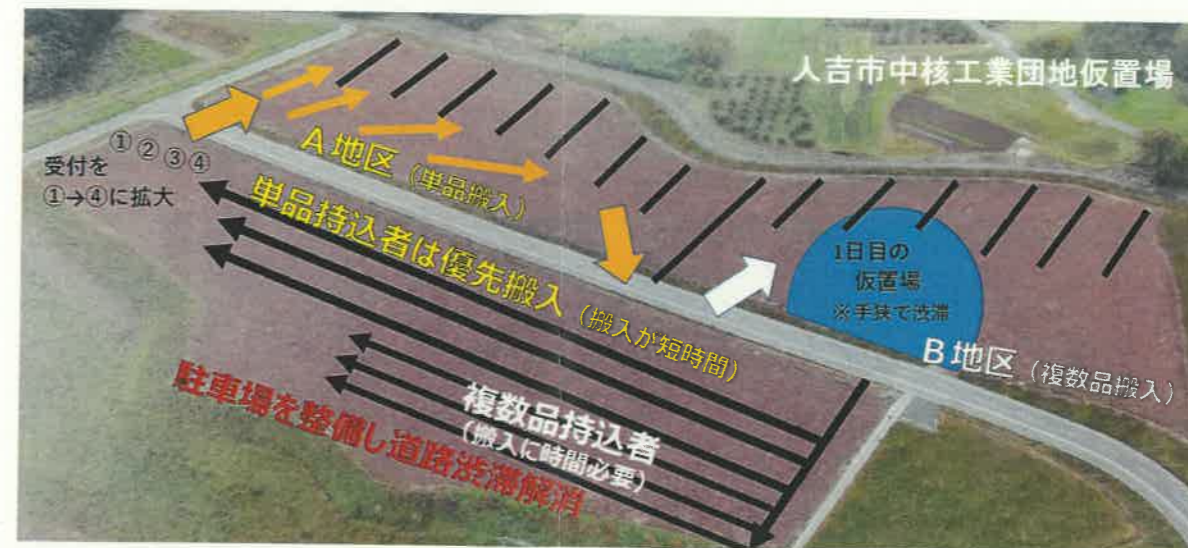 人吉市中核工業団地仮置場
①②③④
受付を
①→④に拡大
A地区（単品搬入）
単品持込者は優先搬入（搬入が短時間）
1日目の
仮置場
※手狭で渋滞
B地区（複数品搬入）
複数品持込者
（搬入に時間必要）
駐車場を整備し道路渋滞解消